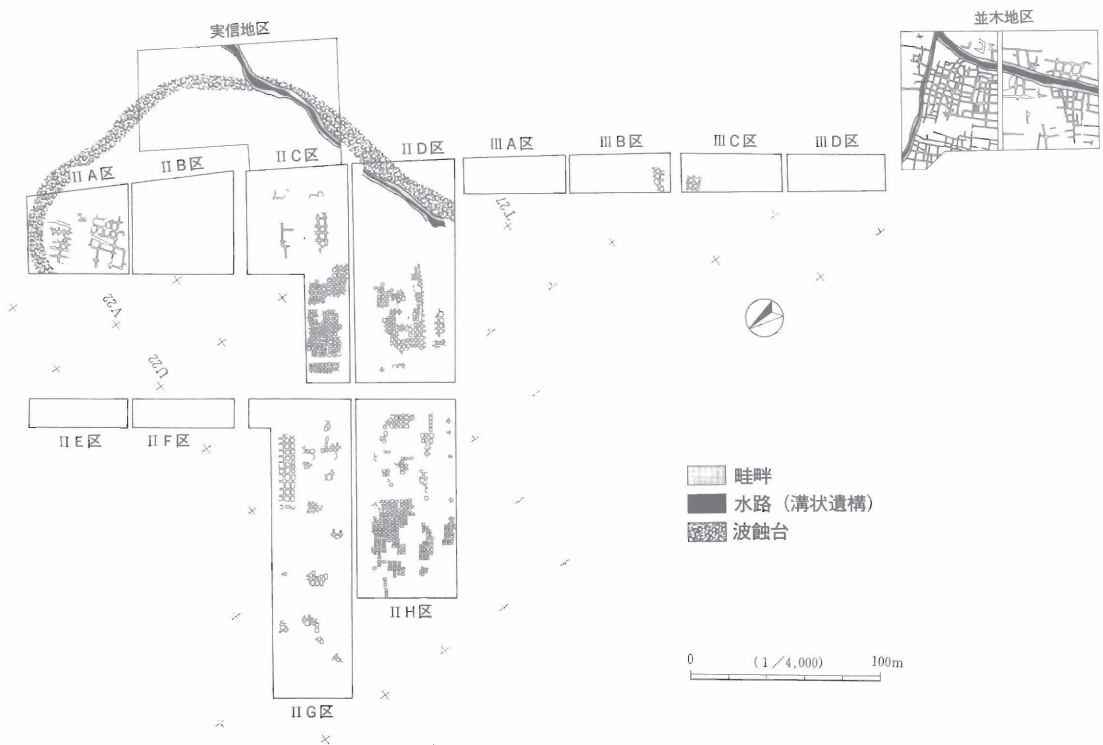 実信地区
並木地区
ⅡA区
ⅡB区
ⅡC区
ⅡD区
ⅢA区
ⅢB区
ⅢC区
ⅢD区
T27
V22
U22
ⅡE区
ⅡF区
畦畔
水路（溝状遺構）
波蝕台
ⅡH区
0 (1/4,000) 100m
ⅡG区